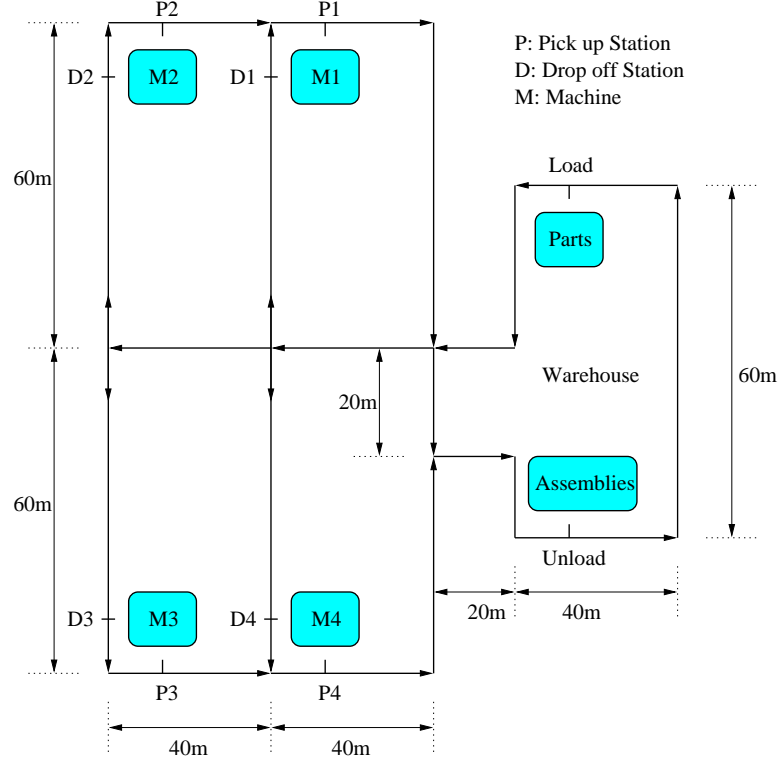 P2
P1
P: Pick up Station
D: Drop off Station
M: Machine
D2
M2
D1
M1
Load
60m
Parts
Warehouse
60m
20m
60m
Assemblies
Unload
D3
M3
D4
M4
20m
40m
P3
P4
40m
40m